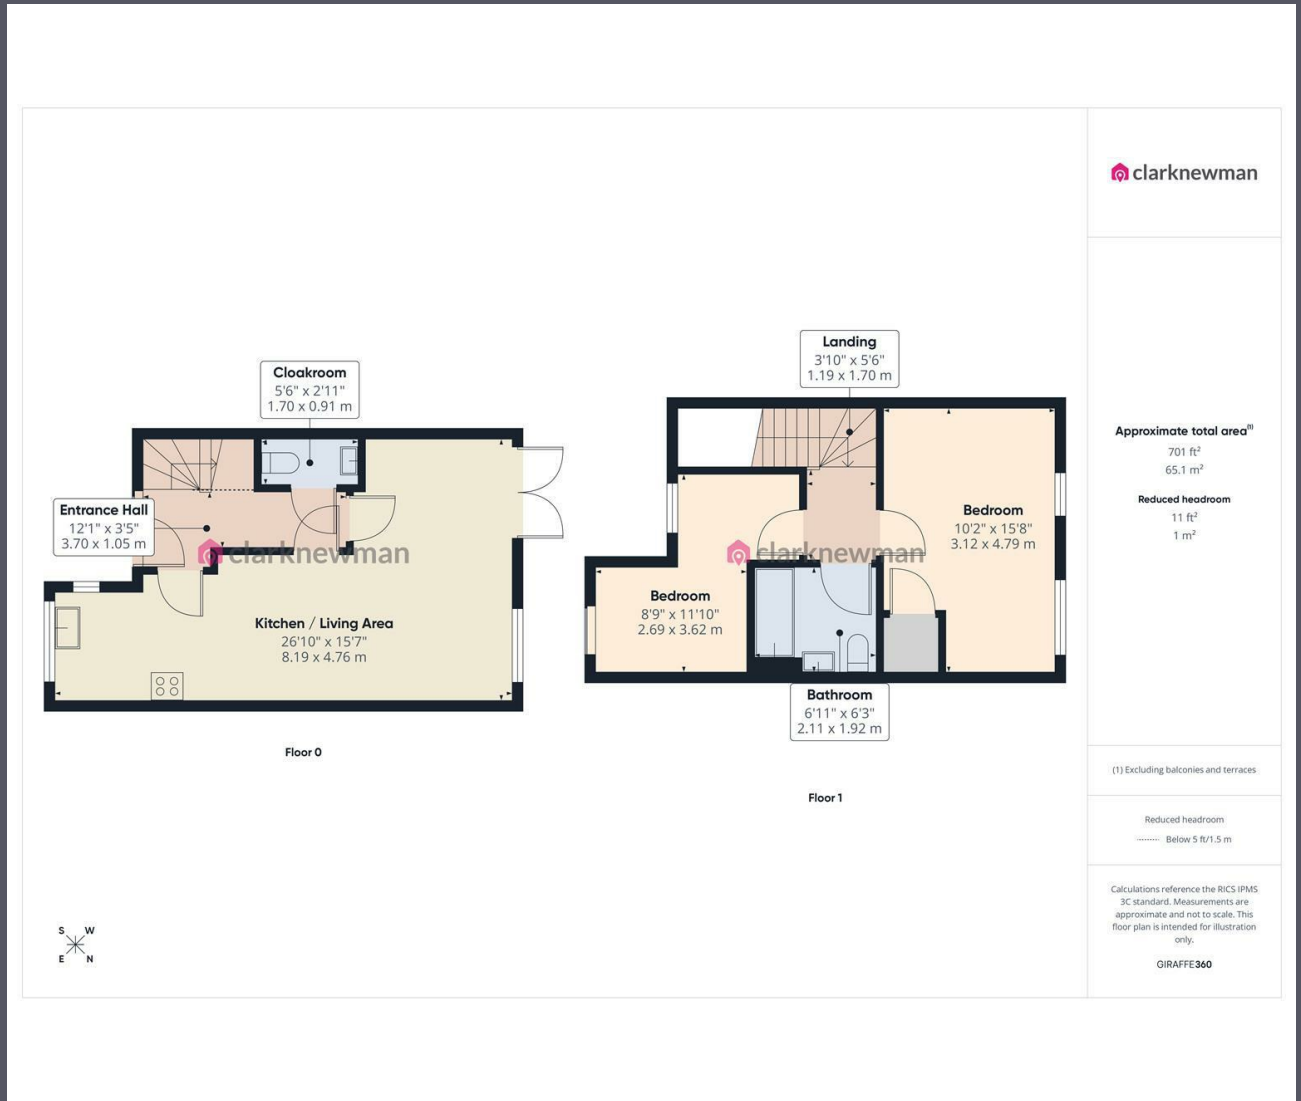 clarknewman
Cloakroom
5'6" x 2'11"
1.70 x 0.91 m
Entrance Hall
12'1" x 3'5"
3.70 x 1.05 m
clarknewman
Kitchen / Living Area
26'10" x 15'7"
8.19 x 4.76 m
Floor 0
Landing
3'10" x 5'6"
1.19 x 1.70 m
Bedroom
10'2" x 15'8"
3.12 x 4.79 m
clarknewman
Bedroom
8'9" x 11'10"
2.69 x 3.62 m
Bathroom
6'11" x 6'3"
2.11 x 1.92 m
Floor 1
S W
E N
Approximate total area(1)
701 ft²
65.1 m²
Reduced headroom
11 ft²
1 m²
(1) Excluding balconies and terraces
Reduced headroom
Below 5 ft/1.5 m
Calculations reference the RICS IPMS
3C standard. Measurements are
approximate and not to scale. This
floor plan is intended for illustration
only.
GIRAFFE360